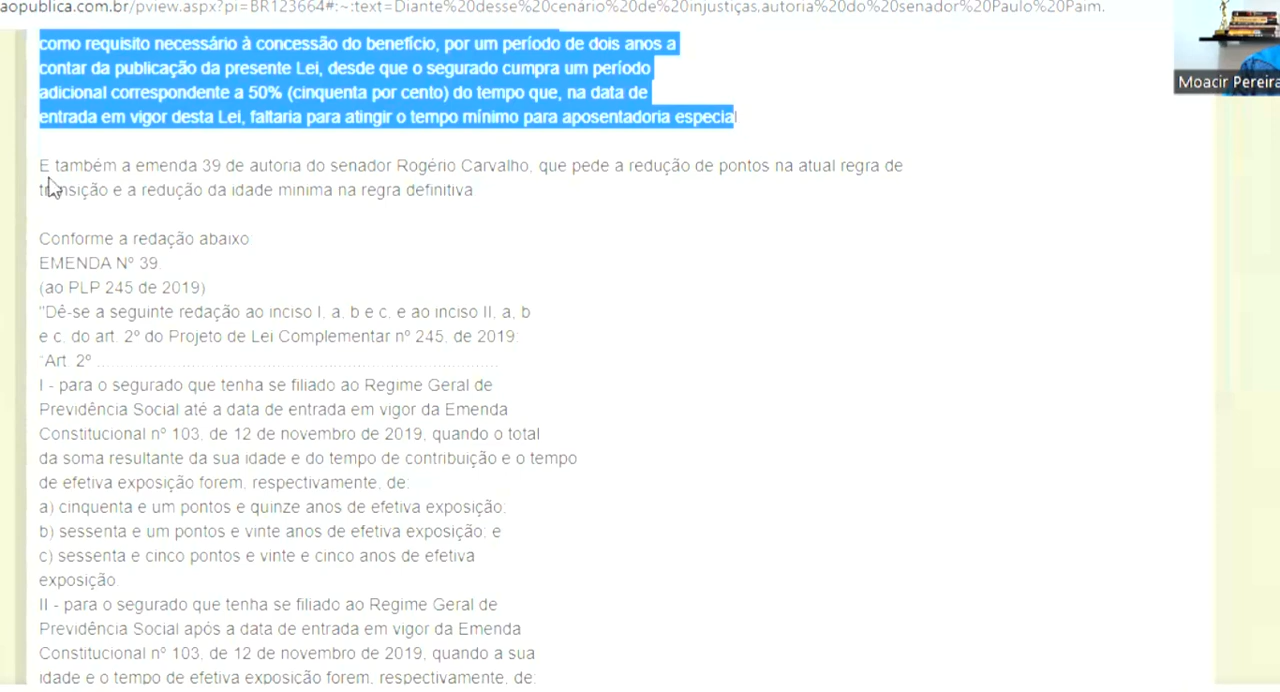 aopublica.com.br/pview.aspx?pi=BR123664#:~:text=Diante%20desse%20cenário%20de%20injustiças,autoria%20do%20senador%20Paulo%20Paim.
como requisito necessário à concessão do benefício, por um período de dois anos a
contar da publicação da presente Lei, desde que o segurado cumpra um período
adicional correspondente a 50% (cinquenta por cento) do tempo que, na data de
entrada em vigor desta Lei, faltaria para atingir o tempo mínimo para aposentadoria especial
Moacir Pereira
E também a emenda 39 de autoria do senador Rogério Carvalho, que pede a redução de pontos na atual regra de
transição e a redução da idade minima na regra definitiva
Conforme a redação abaixo
EMENDA Nº 39
(ao PLP 245 de 2019)
"Dê-se a seguinte redação ao inciso I, a, b e c, e ao inciso II, a, b
e c, do art. 2º do Projeto de Lei Complementar nº 245, de 2019:
"Art. 2º ....................................................................................
I - para o segurado que tenha se filiado ao Regime Geral de
Previdência Social até a data de entrada em vigor da Emenda
Constitucional nº 103, de 12 de novembro de 2019, quando o total
da soma resultante da sua idade e do tempo de contribuição e o tempo
de efetiva exposição forem, respectivamente, de:
a) cinquenta e um pontos e quinze anos de efetiva exposição;
b) sessenta e um pontos e vinte anos de efetiva exposição; e
c) sessenta e cinco pontos e vinte e cinco anos de efetiva
exposição
II - para o segurado que tenha se filiado ao Regime Geral de
Previdência Social após a data de entrada em vigor da Emenda
Constitucional nº 103, de 12 de novembro de 2019, quando a sua
idade e o tempo de efetiva exposição forem, respectivamente, de: